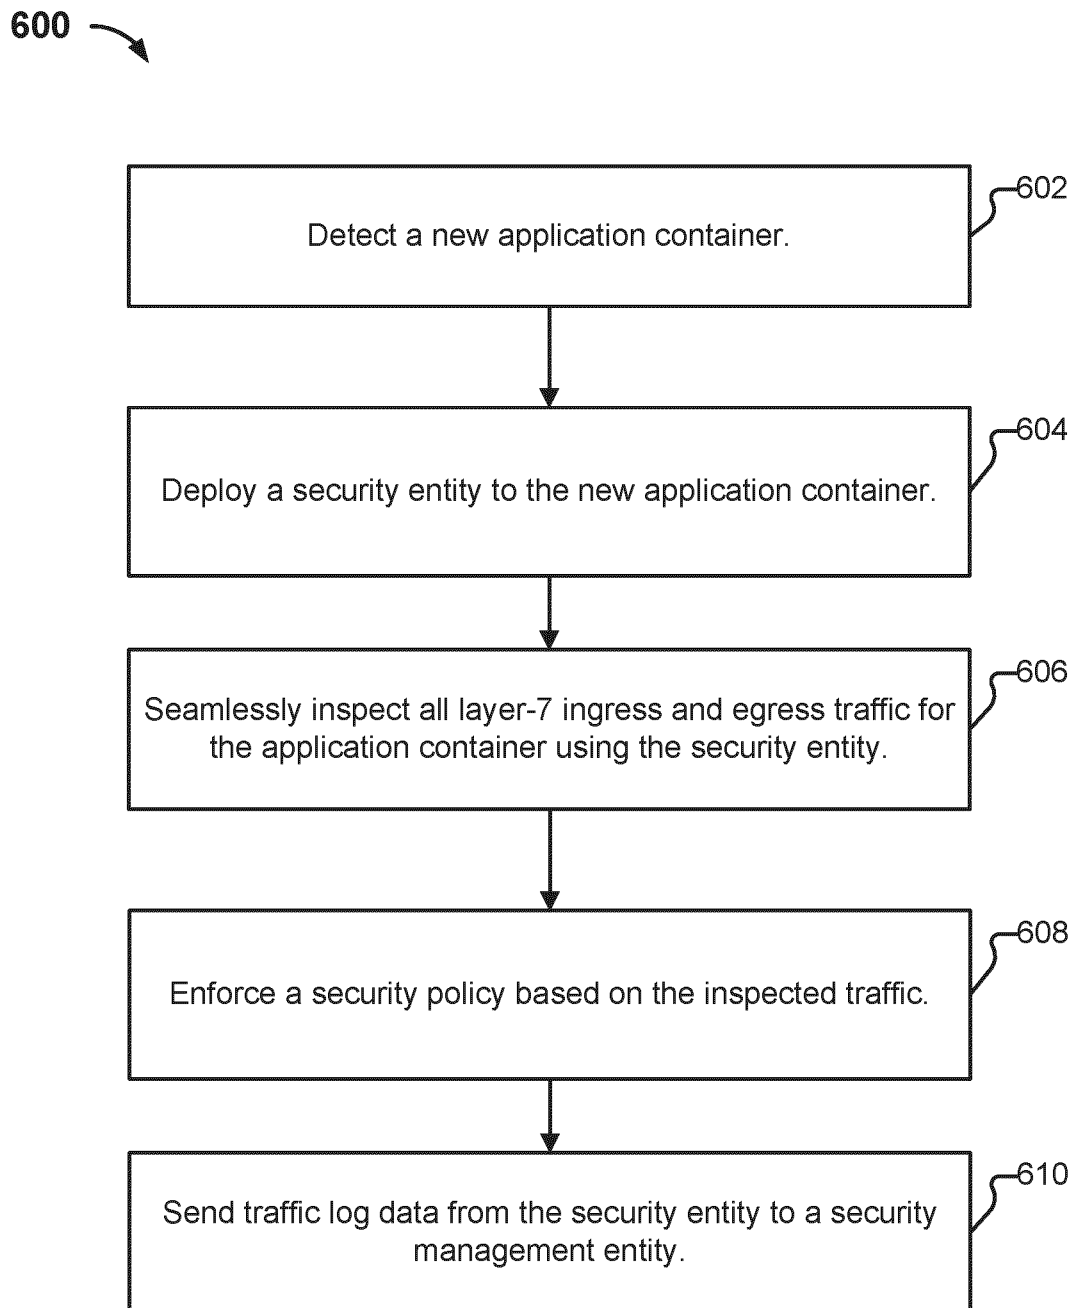 600
602
Detect a new application container.
604
Deploy a security entity to the new application container.
606
Seamlessly inspect all layer-7 ingress and egress traffic for
the application container using the security entity.
608
Enforce a security policy based on the inspected traffic.
610
Send traffic log data from the security entity to a security
management entity.